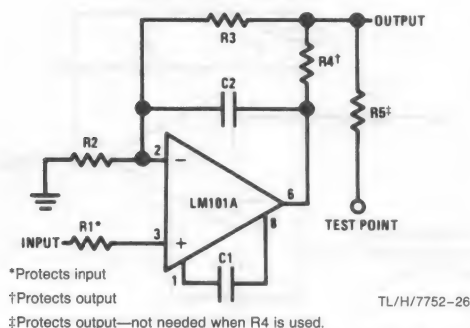 R3
OUTPUT
R4†
C2
R5‡
R2
2
−
LM101A
6
TEST POINT
R1*
8
INPUT
3
+
C1
1
*Protects input
†Protects output
TL/H/7752-26
‡Protects output—not needed when R4 is used.